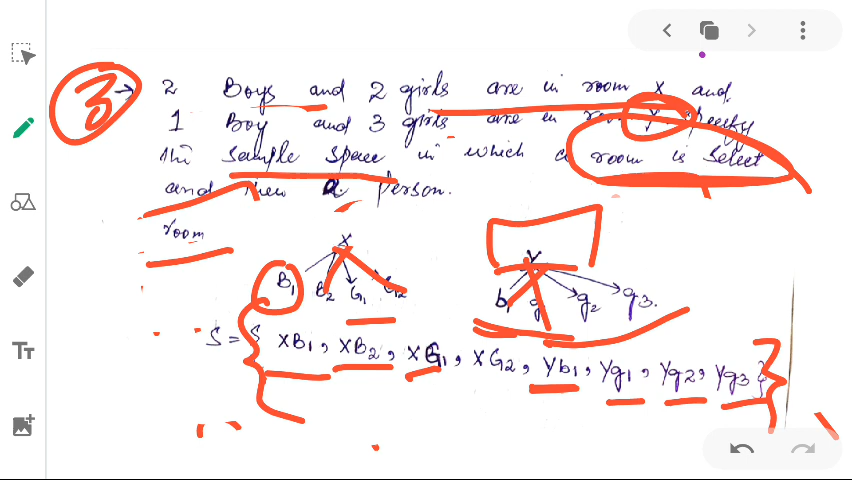 3 → 2 Boys and 2 girls are in room X and
1 Boy and 3 girls are in room Y, specify
the sample space in which a room is select
and then a person.
room
X Y
B₁ B₂ G₁ G₂ b₁ g₁ g₂ g₃.
S = { XB₁, XB₂, XG₁, XG₂, Yb₁, Yg₁, Yg₂, Yg₃ }
Tt